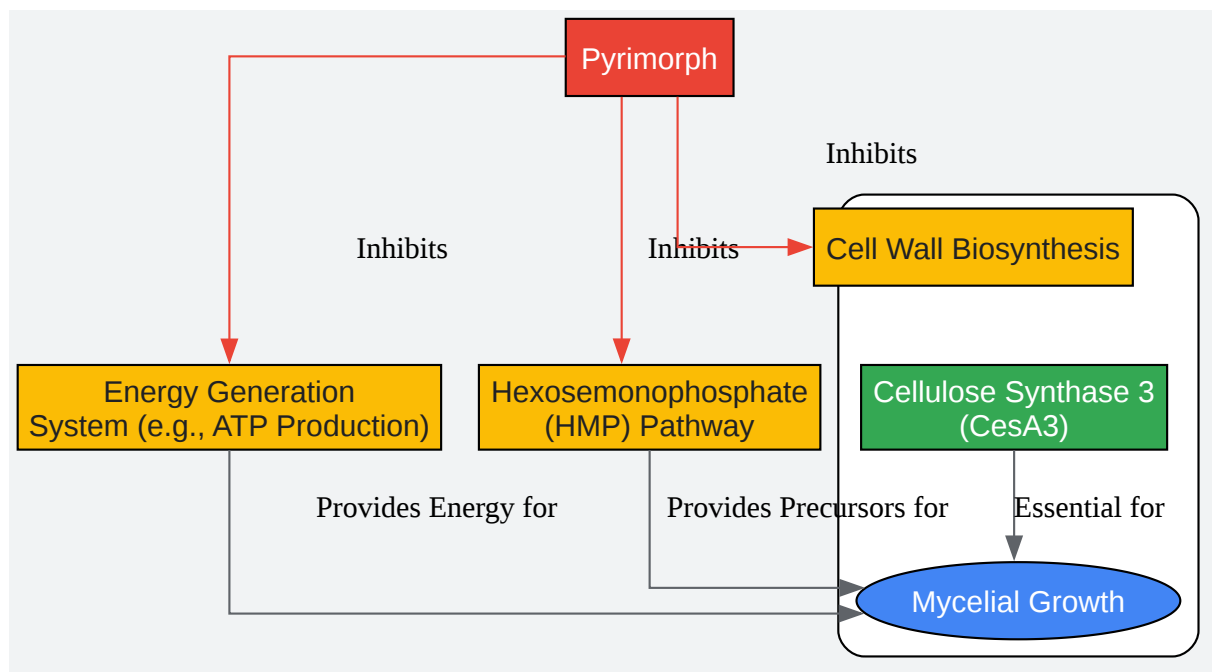 Pyrimorph
Inhibits
Inhibits
Inhibits
Cell Wall Biosynthesis
Energy Generation
System (e.g., ATP Production)
Hexosemonophosphate
(HMP) Pathway
Cellulose Synthase 3
(CesA3)
Provides Energy for
Provides Precursors for
Essential for
Mycelial Growth